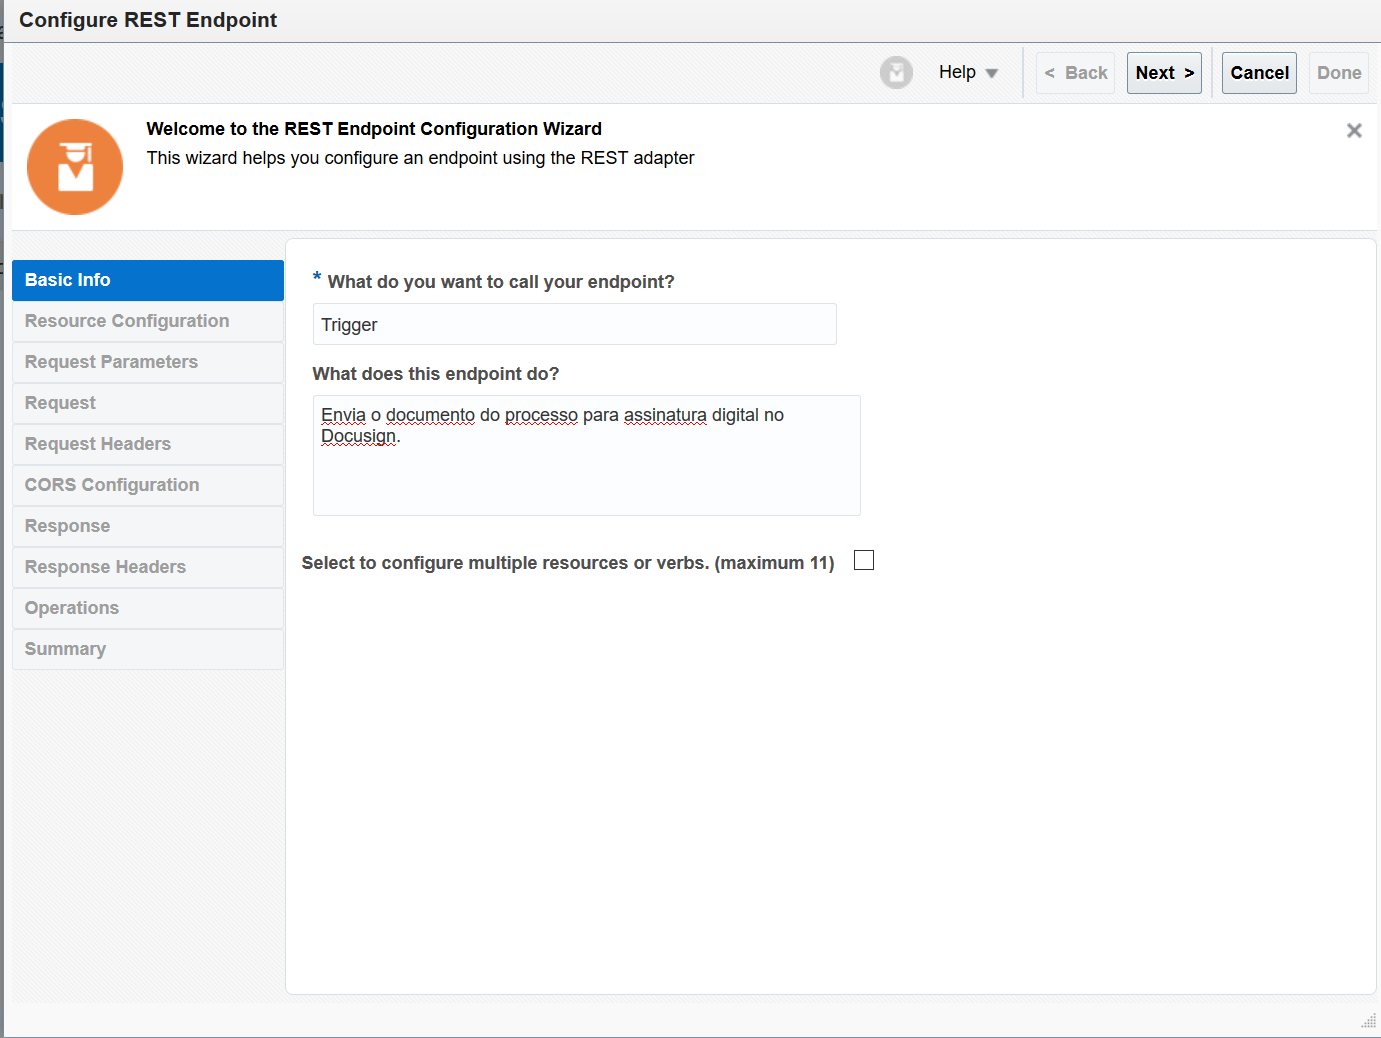 Configure REST Endpoint
Help
< Back
Next >
Cancel
Done
Welcome to the REST Endpoint Configuration Wizard
This wizard helps you configure an endpoint using the REST adapter
Basic Info
Resource Configuration
Request Parameters
Request
Request Headers
CORS Configuration
Response
Response Headers
Operations
Summary
* What do you want to call your endpoint?
Trigger
What does this endpoint do?
Envia o documento do processo para assinatura digital no
Docusign.
Select to configure multiple resources or verbs. (maximum 11)